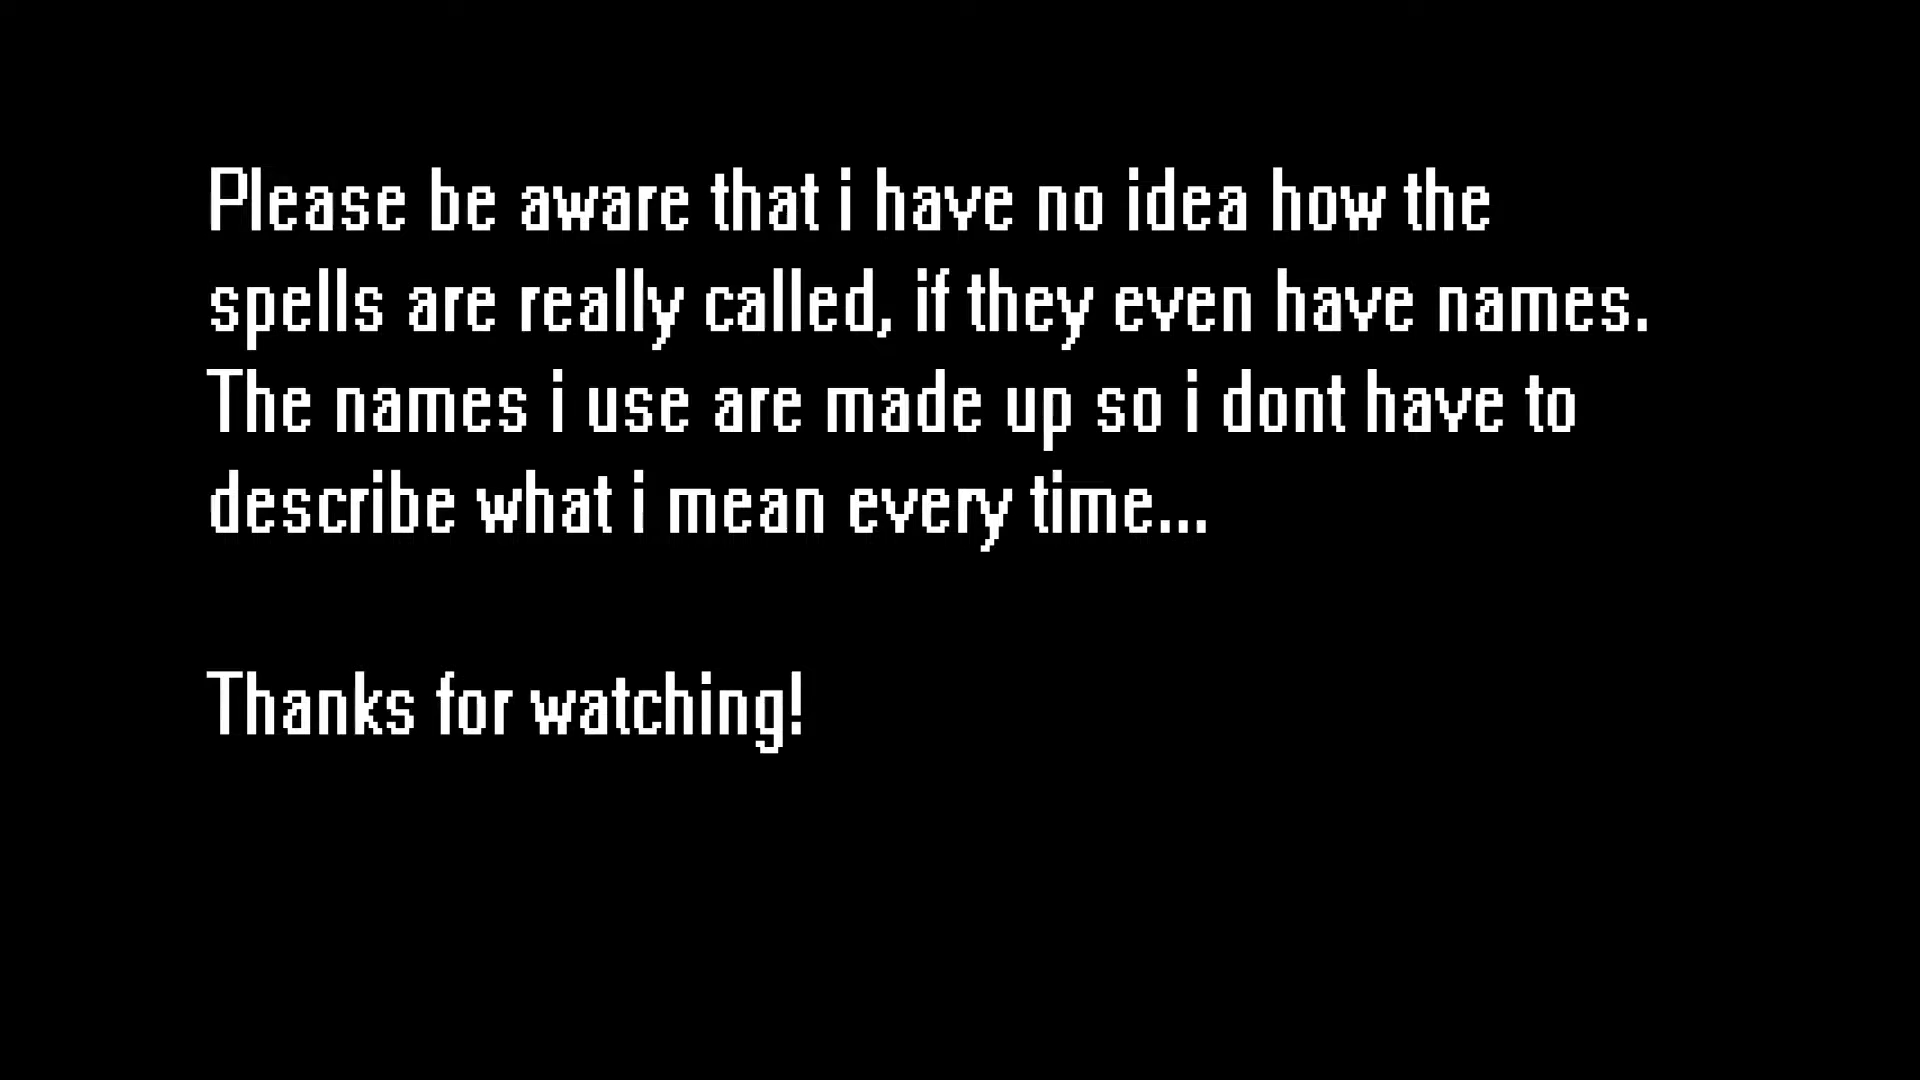 Please be aware that i have no idea how the
spells are really called, if they even have names.
The names i use are made up so i dont have to
describe what i mean every time...
Thanks for watching!